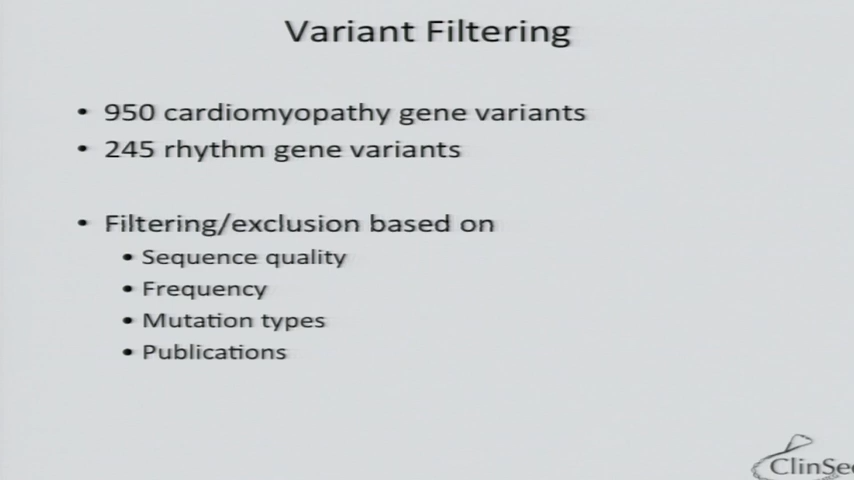 Variant Filtering
• 950 cardiomyopathy gene variants
• 245 rhythm gene variants
• Filtering/exclusion based on
• Sequence quality
• Frequency
• Mutation types
• Publications
ClinSe